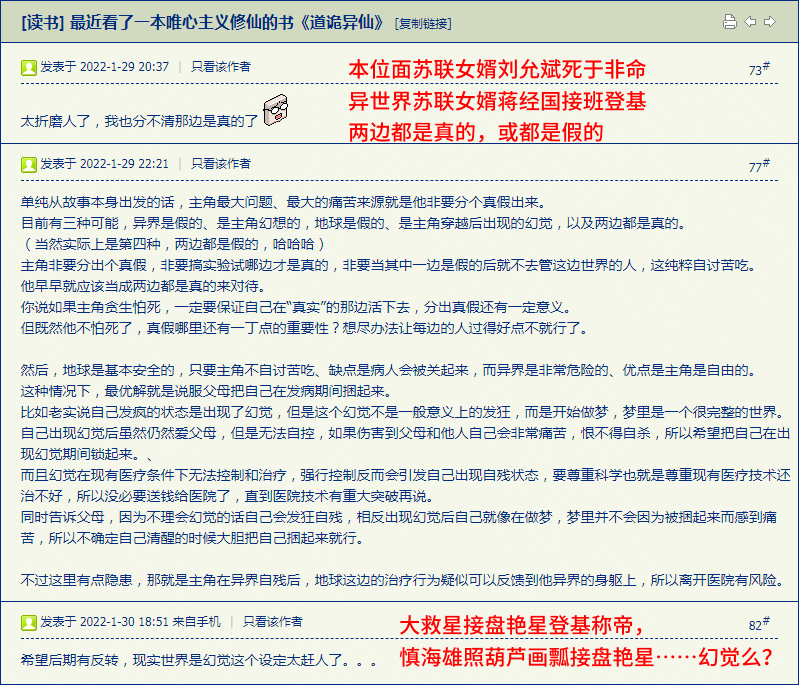 [读书] 最近看了一本唯心主义修仙的书《道诡异仙》 [复制链接]
发表于 2022-1-29 20:37 | 只看该作者
本位面苏联女婿刘允斌死于非命
73#
异世界苏联女婿蒋经国接班登基
太折磨人了，我也分不清那边是真的了
两边都是真的，或都是假的
发表于 2022-1-29 22:21 | 只看该作者
77#
单纯从故事本身出发的话，主角最大问题、最大的痛苦来源就是他非要分个真假出来。
目前有三种可能，异界是假的、是主角幻想的，地球是假的、是主角穿越后出现的幻觉，以及两边都是真的。
（当然实际上是第四种，两边都是假的，哈哈哈）
主角非要分出个真假，非要搞实验试哪边才是真的，非要当其中一边是假的后就不去管这边世界的人，这纯粹自讨苦吃。
他早早就应该当成两边都是真的来对待。
你说如果主角贪生怕死，一定要保证自己在“真实”的那边活下去，分出真假还有一定意义。
但既然他不怕死了，真假哪里还有一丁点的重要性？想尽办法让每边的人过得好点不就行了。
然后，地球是基本安全的，只要主角不自讨苦吃、缺点是病人会被关起来，而异界是非常危险的、优点是主角是自由的。
这种情况下，最优解就是说服父母把自己在发病期间捆起来。
比如老实说自己发疯的状态是出现了幻觉，但是这个幻觉不是一般意义上的发狂，而是开始做梦，梦里是一个很完整的世界。
自己出现幻觉后虽然仍然爱父母，但是无法自控，如果伤害到父母和他人自己会非常痛苦，恨不得自杀，所以希望把自己在出
现幻觉期间锁起来。、
而且幻觉在现有医疗条件下无法控制和治疗，强行控制反而会引发自己出现自残状态，要尊重科学也就是尊重现有医疗技术还
治不好，所以没必要送钱给医院了，直到医院技术有重大突破再说。
同时告诉父母，因为不理会幻觉的话自己会发狂自残，相反出现幻觉后自己就像在做梦，梦里并不会因为被捆起来而感到痛
苦，所以不确定自己清醒的时候大胆把自己捆起来就行。
不过这里有点隐患，那就是主角在异界自残后，地球这边的治疗行为疑似可以反馈到他异界的身躯上，所以离开医院有风险。
发表于 2022-1-30 18:51 来自手机 | 只看该作者
大救星接盘艳星登基称帝，
82#
希望后期有反转，现实世界是幻觉这个设定太赶人了。。。
慎海雄照葫芦画瓢接盘艳星……幻觉么？